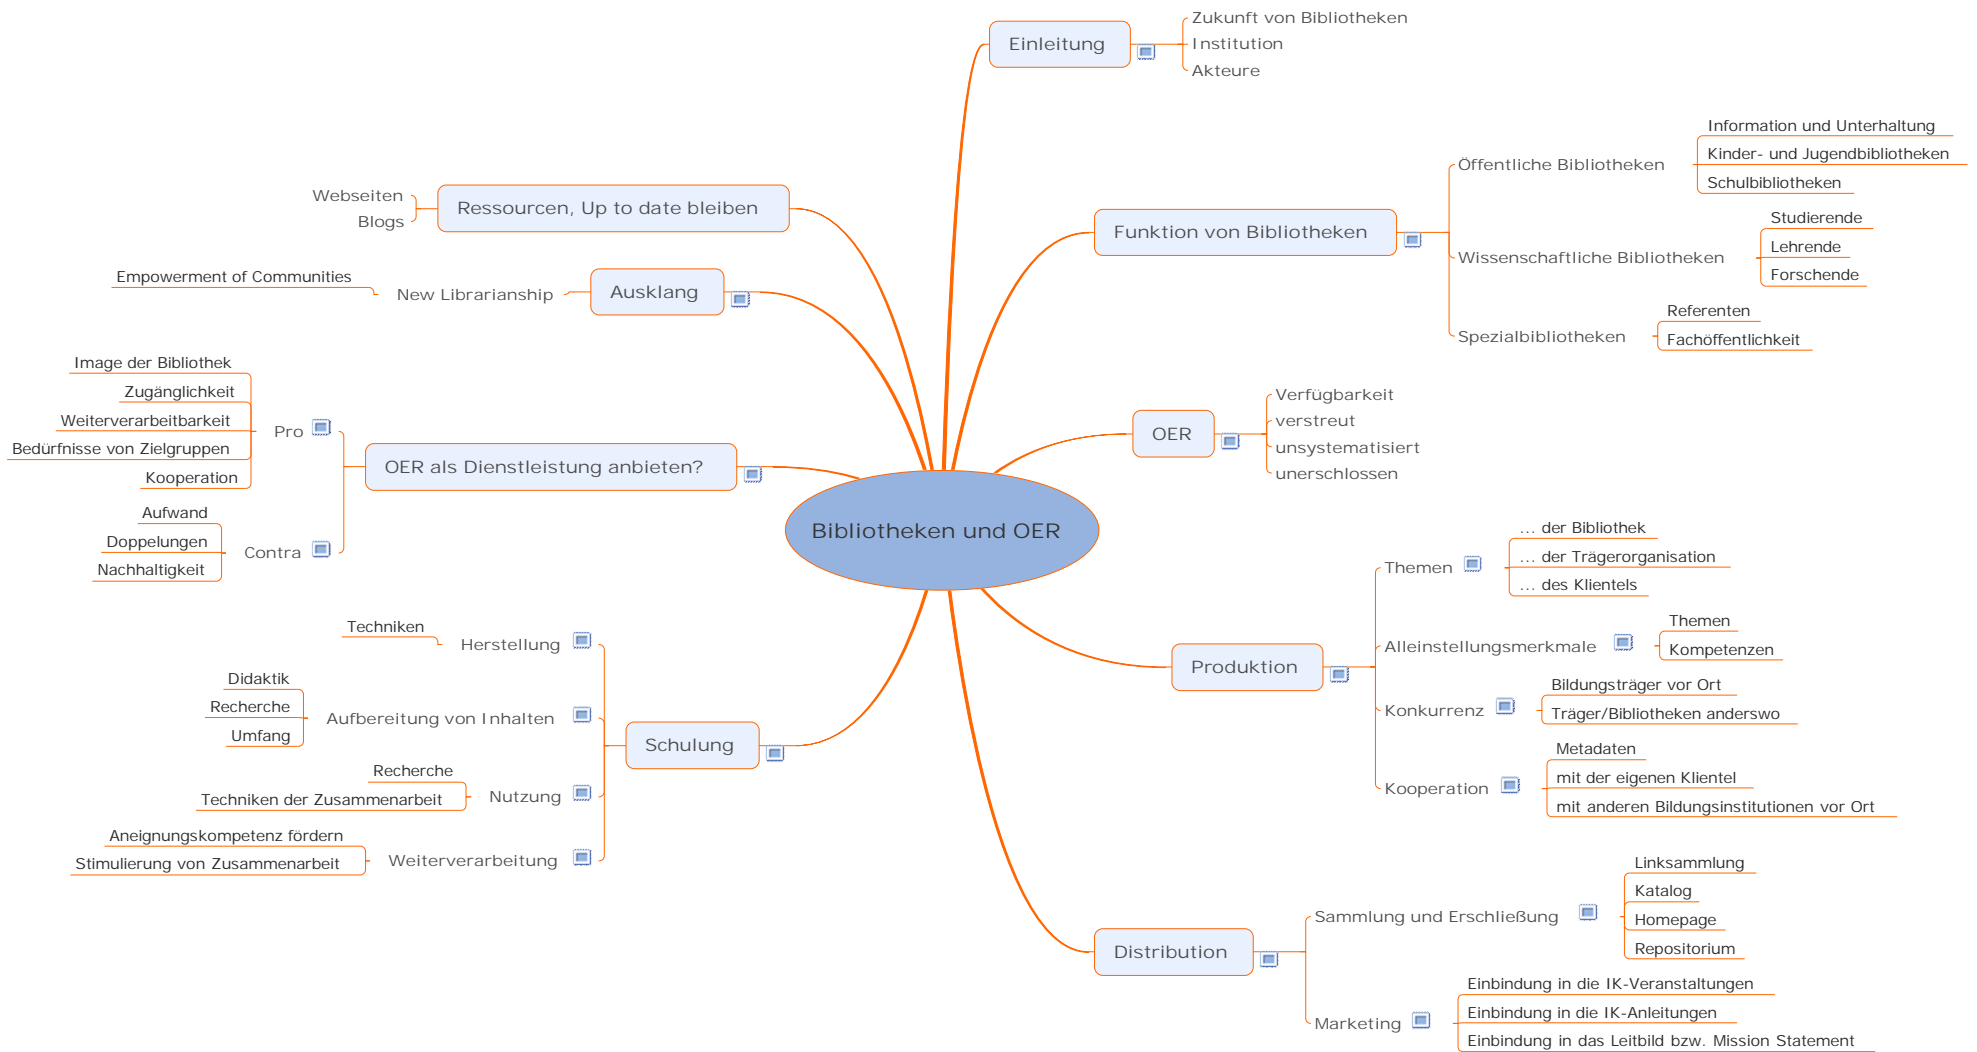 Bibliotheken und OER
Einleitung
Zukunft von Bibliotheken
Institution
Akteure
Funktion von Bibliotheken
Öffentliche Bibliotheken
Information und Unterhaltung
Kinder- und Jugendbibliotheken
Schulbibliotheken
Wissenschaftliche Bibliotheken
Studierende
Lehrende
Forschende
Spezialbibliotheken
Referenten
Fachöffentlichkeit
OER
Verfügbarkeit
verstreut
unsystematisiert
unerschlossen
Produktion
Themen
... der Bibliothek
... der Trägerorganisation
... des Klientels
Alleinstellungsmerkmale
Themen
Kompetenzen
Konkurrenz
Bildungsträger vor Ort
Träger/Bibliotheken anderswo
Kooperation
Metadaten
mit der eigenen Klientel
mit anderen Bildungsinstitutionen vor Ort
Distribution
Sammlung und Erschließung
Linksammlung
Katalog
Homepage
Repositorium
Marketing
Einbindung in die IK-Veranstaltungen
Einbindung in die IK-Anleitungen
Einbindung in das Leitbild bzw. Mission Statement
Schulung
Herstellung
Techniken
Aufbereitung von Inhalten
Didaktik
Recherche
Umfang
Nutzung
Recherche
Techniken der Zusammenarbeit
Weiterverarbeitung
Aneignungskompetenz fördern
Stimulierung von Zusammenarbeit
OER als Dienstleistung anbieten?
Pro
Image der Bibliothek
Zugänglichkeit
Weiterverarbeitbarkeit
Bedürfnisse von Zielgruppen
Kooperation
Contra
Aufwand
Doppelungen
Nachhaltigkeit
Ausklang
New Librarianship
Empowerment of Communities
Ressourcen, Up to date bleiben
Webseiten
Blogs